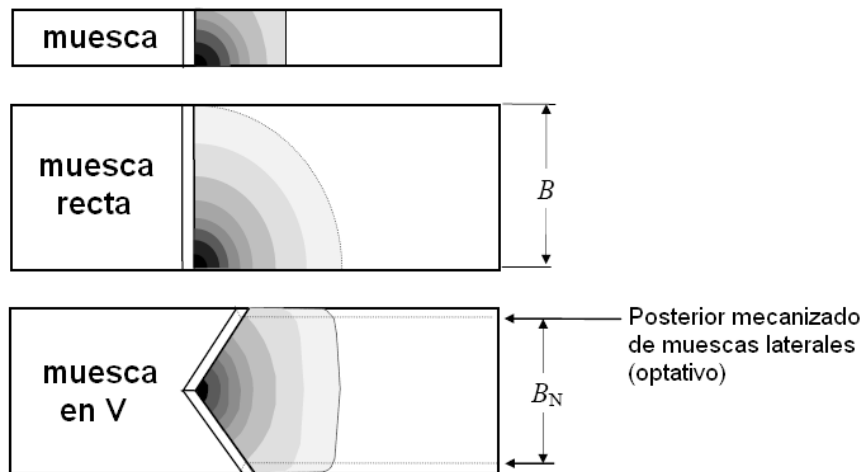 muesca
muesca
recta
B
muesca
en V
B_N
Posterior mecanizado
de muescas laterales
(optativo)